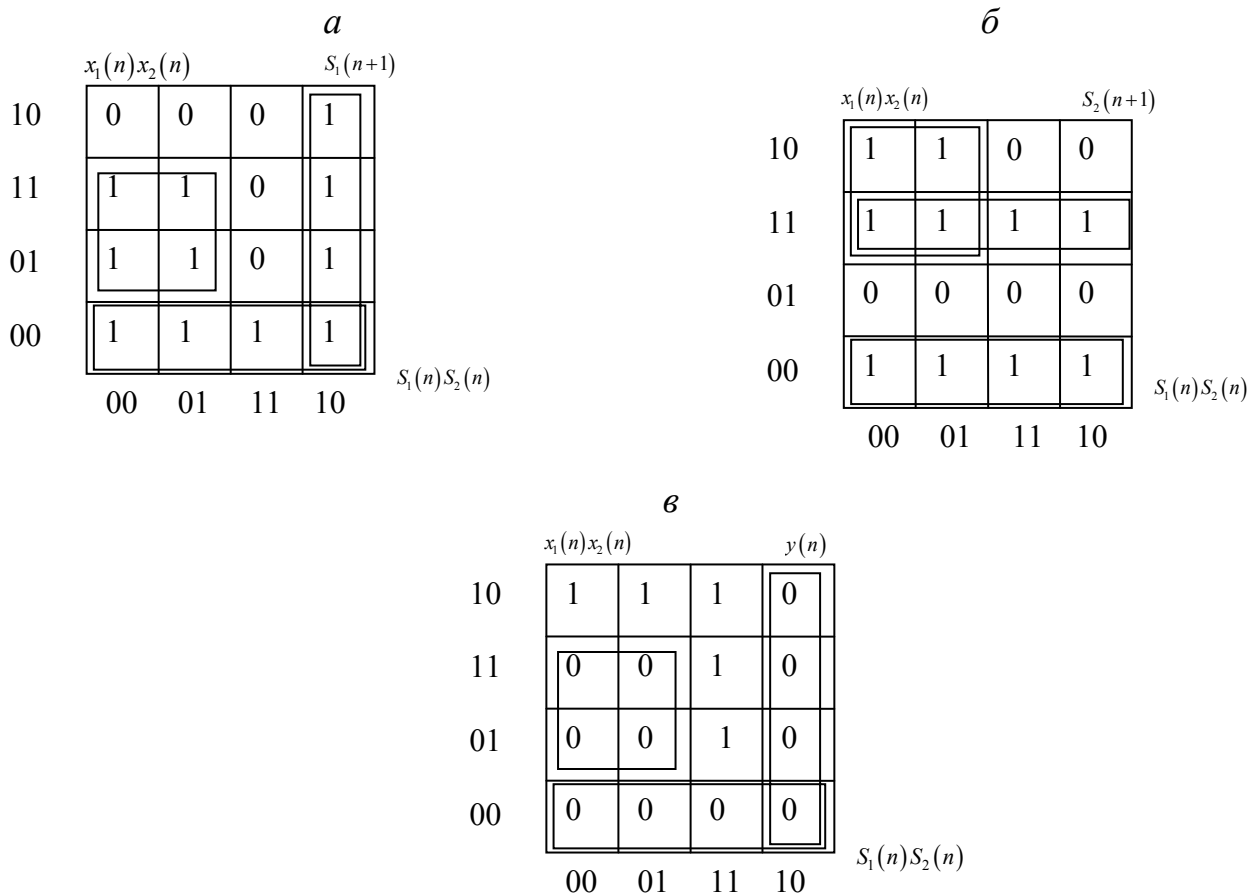 а
x₁(n)x₂(n) S₁(n+1)
10 0 0 0 1
11 1 1 0 1
01 1 1 0 1
00 1 1 1 1
S₁(n)S₂(n)
00 01 11 10
б
x₁(n)x₂(n) S₂(n+1)
10 1 1 0 0
11 1 1 1 1
01 0 0 0 0
00 1 1 1 1
S₁(n)S₂(n)
00 01 11 10
в
x₁(n)x₂(n) y(n)
10 1 1 1 0
11 0 0 1 0
01 0 0 1 0
00 0 0 0 0
S₁(n)S₂(n)
00 01 11 10